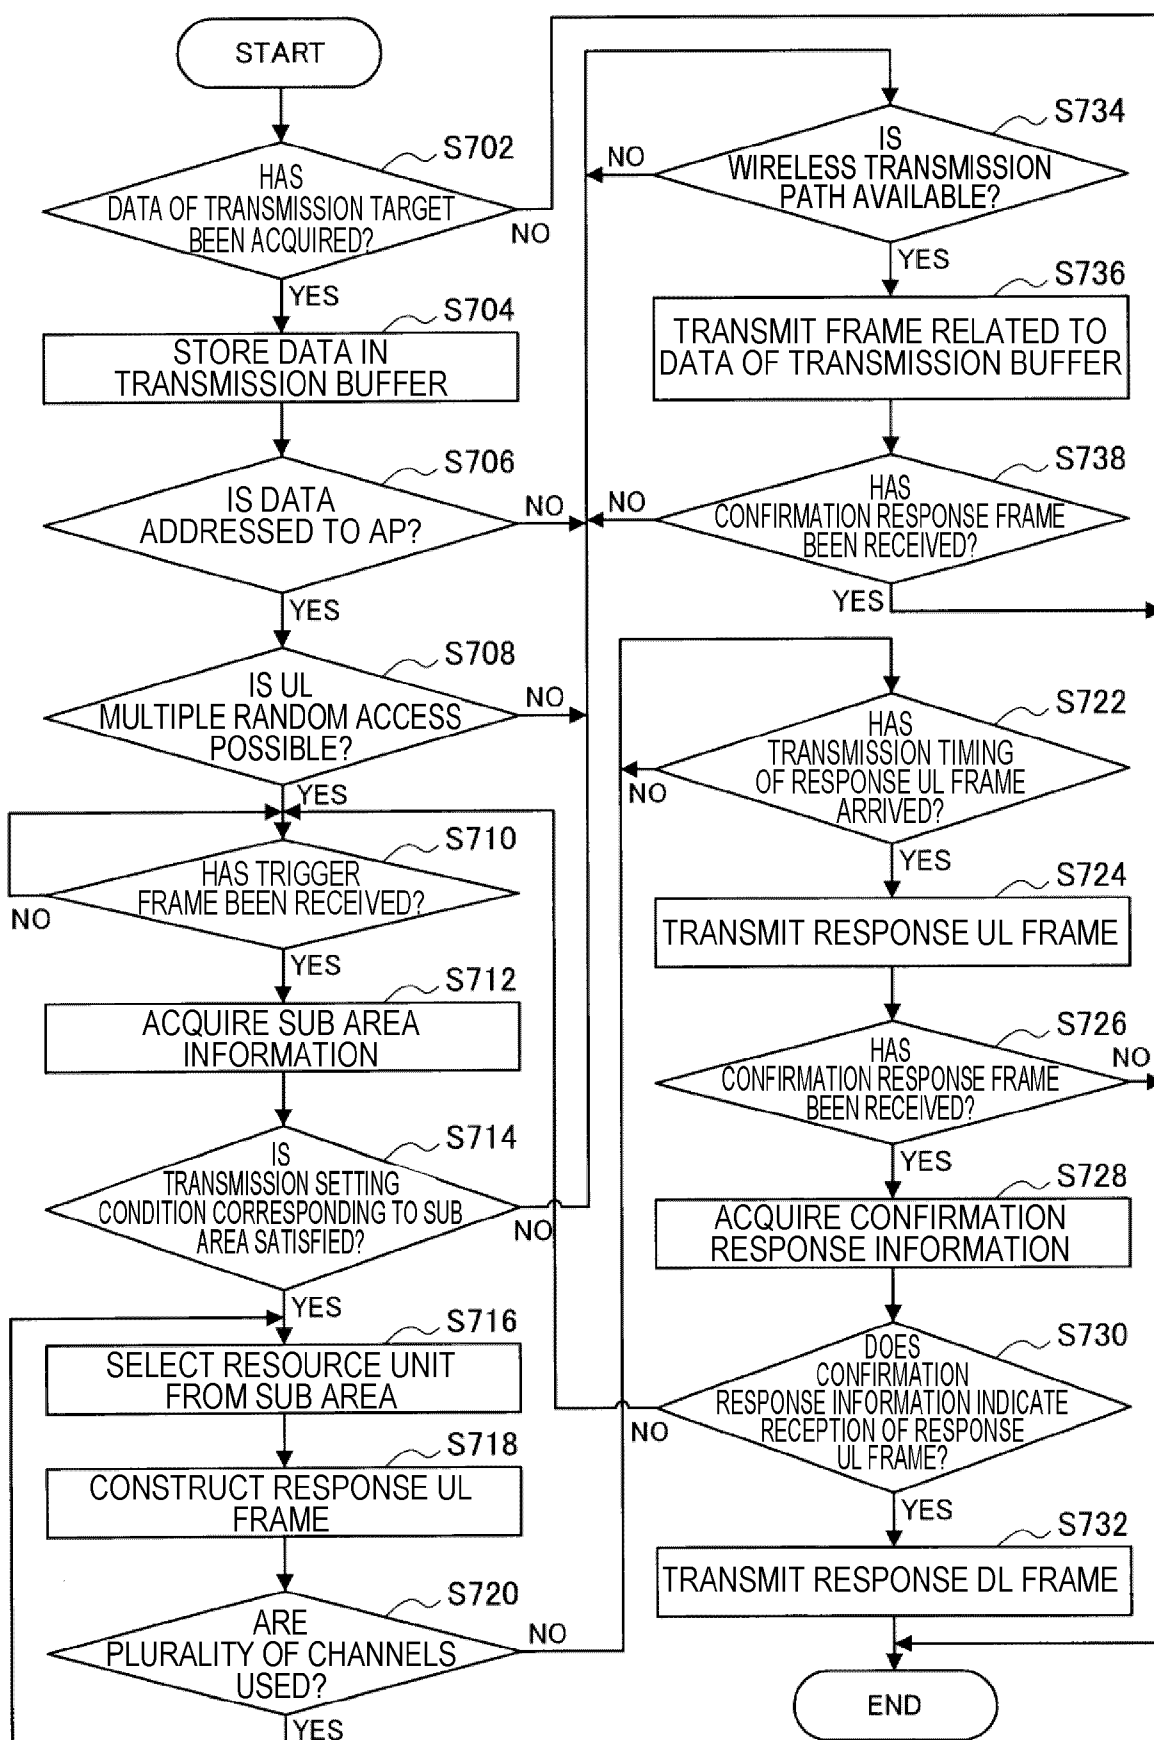 START
S702
HAS
DATA OF TRANSMISSION TARGET
BEEN ACQUIRED?
NO
YES
S704
STORE DATA IN
TRANSMISSION BUFFER
S706
IS DATA
ADDRESSED TO AP?
NO
YES
S708
IS UL
MULTIPLE RANDOM ACCESS
POSSIBLE?
NO
YES
S710
HAS TRIGGER
FRAME BEEN RECEIVED?
NO
YES
S712
ACQUIRE SUB AREA
INFORMATION
S714
IS
TRANSMISSION SETTING
CONDITION CORRESPONDING TO SUB
AREA SATISFIED?
NO
YES
S716
SELECT RESOURCE UNIT
FROM SUB AREA
S718
CONSTRUCT RESPONSE UL
FRAME
S720
ARE
PLURALITY OF CHANNELS
USED?
NO
YES
S734
IS
WIRELESS TRANSMISSION
PATH AVAILABLE?
NO
YES
S736
TRANSMIT FRAME RELATED TO
DATA OF TRANSMISSION BUFFER
S738
HAS
CONFIRMATION RESPONSE FRAME
BEEN RECEIVED?
NO
YES
S722
HAS
TRANSMISSION TIMING
OF RESPONSE UL FRAME
ARRIVED?
NO
YES
S724
TRANSMIT RESPONSE UL FRAME
S726
HAS
CONFIRMATION RESPONSE FRAME
BEEN RECEIVED?
NO
YES
S728
ACQUIRE CONFIRMATION
RESPONSE INFORMATION
S730
DOES
CONFIRMATION
RESPONSE INFORMATION INDICATE
RECEPTION OF RESPONSE
UL FRAME?
NO
YES
S732
TRANSMIT RESPONSE DL FRAME
END